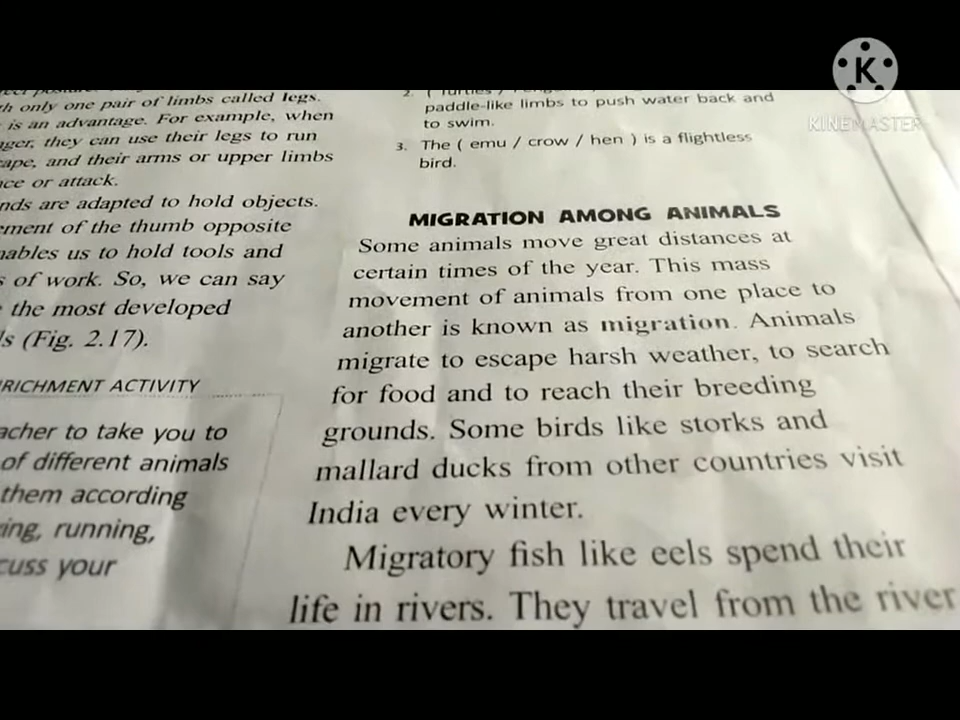 only one pair of limbs called legs.
is an advantage. For example, when
they can use their legs to run
and their arms or upper limbs
or attack.
are adapted to hold objects.
of the thumb opposite
us to hold tools and
of work. So, we can say
the most developed
(Fig. 2.17).
RICHMENT ACTIVITY
acher to take you to
of different animals
them according
running,
your
2. ( Turtles /
paddle-like limbs to push water back and
to swim.
3. The ( emu / crow / hen ) is a flightless
bird.
MIGRATION AMONG ANIMALS
Some animals move great distances at
certain times of the year. This mass
movement of animals from one place to
another is known as migration. Animals
migrate to escape harsh weather, to search
for food and to reach their breeding
grounds. Some birds like storks and
mallard ducks from other countries visit
India every winter.
Migratory fish like eels spend their
life in rivers. They travel from the river
K
KINEMASTER